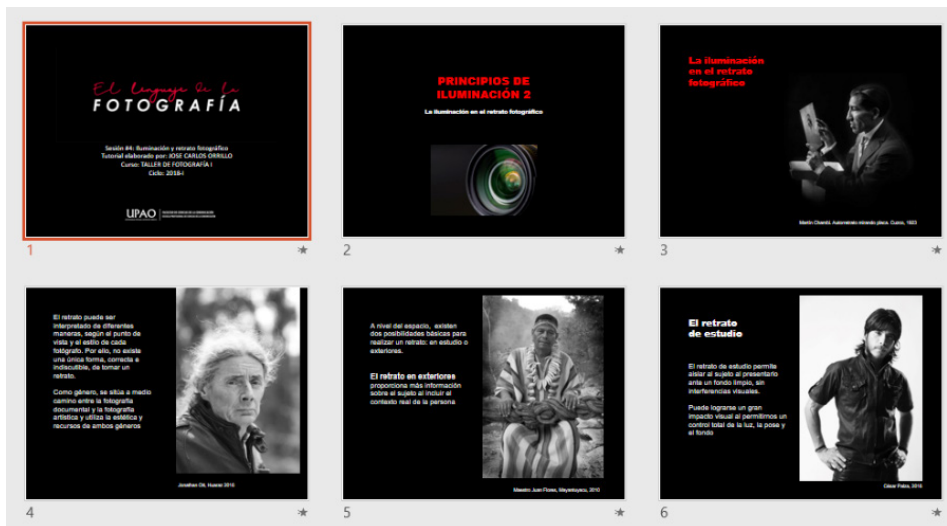 El lenguaje de la
FOTOGRAFÍA
Sesión #4: Iluminación y retrato fotográfico
Tutorial elaborado por: JOSE CARLOS ORRILLO
Curso: TALLER DE FOTOGRAFÍA I
Ciclo: 2018-I
UPAO
1
PRINCIPIOS DE
ILUMINACIÓN 2
La iluminación en el retrato fotográfico
2
La iluminación
en el retrato
fotográfico
Martín Chambi. Autorretrato mirando placa. Cusco, 1923
3
El retrato puede ser
interpretado de diferentes
maneras, según el punto de
vista y el estilo de cada
fotógrafo. Por ello, no existe
una única forma, correcta e
indiscutible, de tomar un
retrato.
Como género, se sitúa a medio
camino entre la fotografía
documental y la fotografía
artística y utiliza la estética y
recursos de ambos géneros
Jonathan Ott, Huaraz 2015
4
A nivel del espacio, existen
dos posibilidades básicas para
realizar un retrato: en estudio o
exteriores.
El retrato en exteriores
proporciona más información
sobre el sujeto al incluir el
contexto real de la persona
Maestro Juan Flores, Mayantuyacu, 2010
5
El retrato
de estudio
El retrato de estudio permite
aislar al sujeto al presentarlo
ante un fondo limpio, sin
interferencias visuales.
Puede lograrse un gran
impacto visual al permitirnos un
control total de la luz, la pose y
el fondo
César Palza, 2015
6